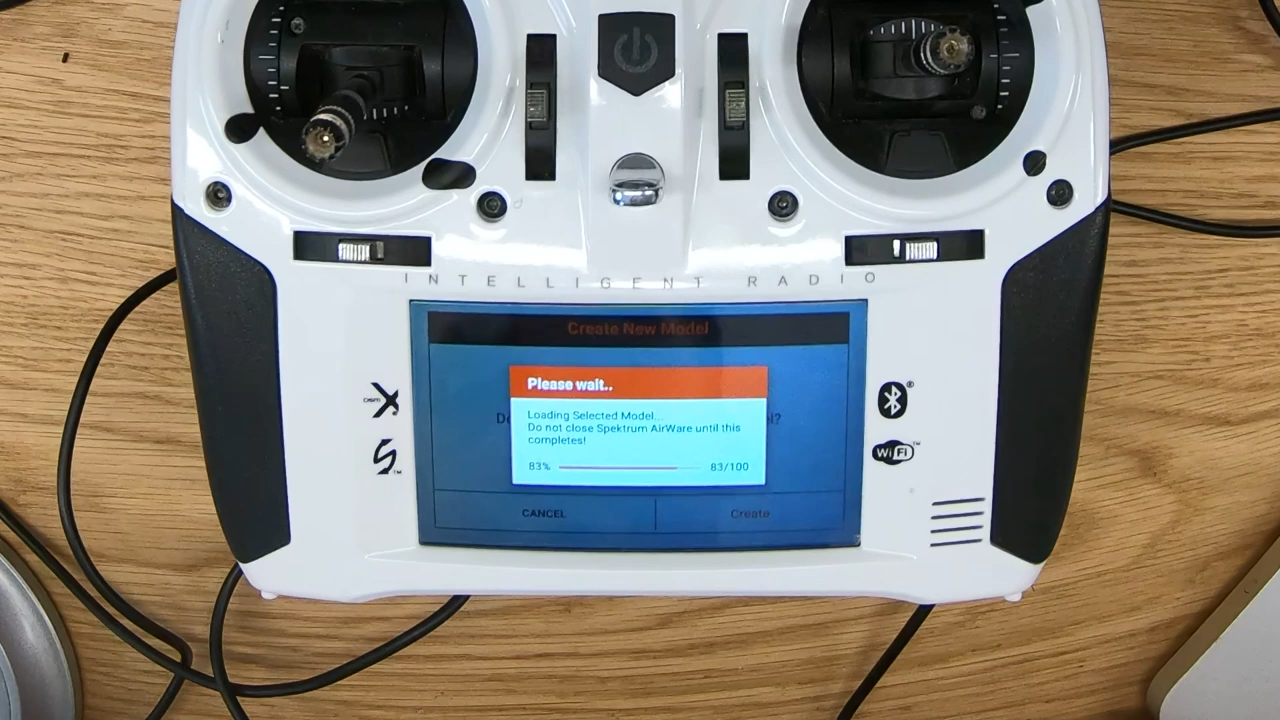 INTELLIGENT RADIO
Create New Model
Please wait..
Loading Selected Model...
Do not close Spektrum AirWare until this
completes!
83% 83/100
CANCEL Create
DSMX
WiFi